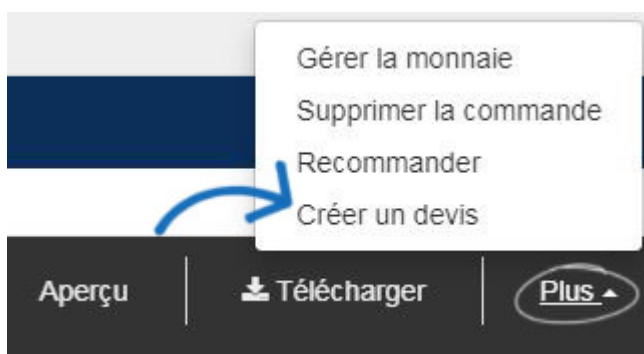 Gérer la monnaie
Supprimer la commande
Recommander
Créer un devis
Aperçu Télécharger Plus